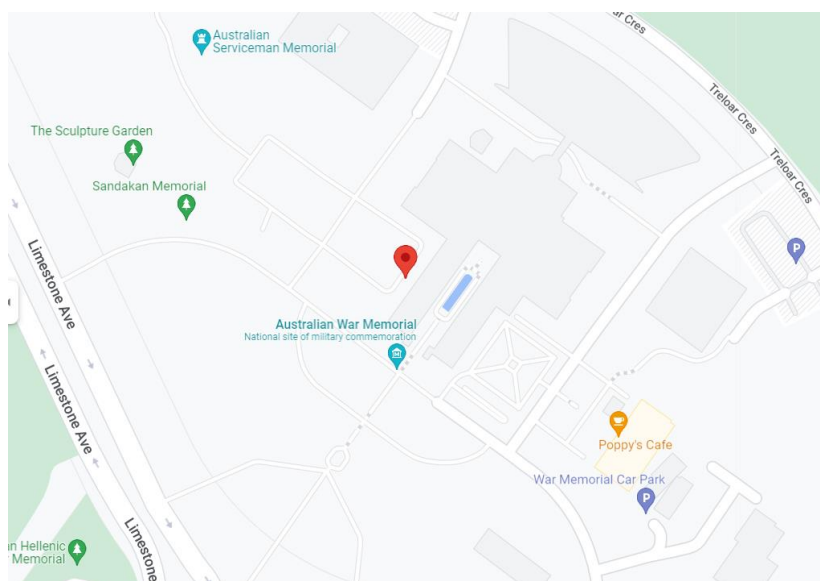 Treloar Cres
Australian
Serviceman Memorial
Treloar Cres
The Sculpture Garden
Treloar Cres
Sandakan Memorial
P
Limestone Ave
Australian War Memorial
National site of military commemoration
Limestone Ave
Poppy's Cafe
War Memorial Car Park
P
Limestone
Hellenic
Memorial